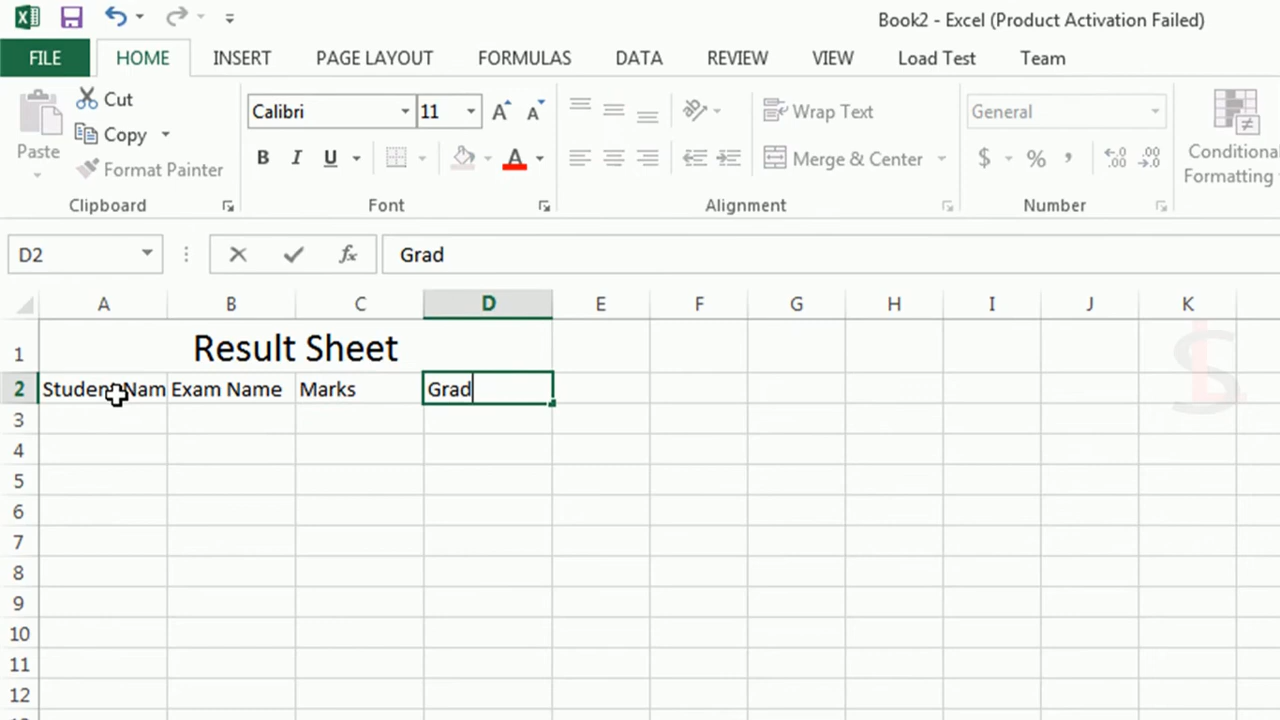 Book2 - Excel (Product Activation Failed)
FILE HOME INSERT PAGE LAYOUT FORMULAS DATA REVIEW VIEW Load Test Team
Paste
Cut
Copy
Format Painter
Clipboard
Calibri 11
B I U A
Font
Wrap Text
Merge & Center
Alignment
General
$ % ,
Number
Conditional
Formatting
D2 fx Grad
A B C D E F G H I J K
1 Result Sheet
2 Student Nam Exam Name Marks Grad
3
4
5
6
7
8
9
10
11
12